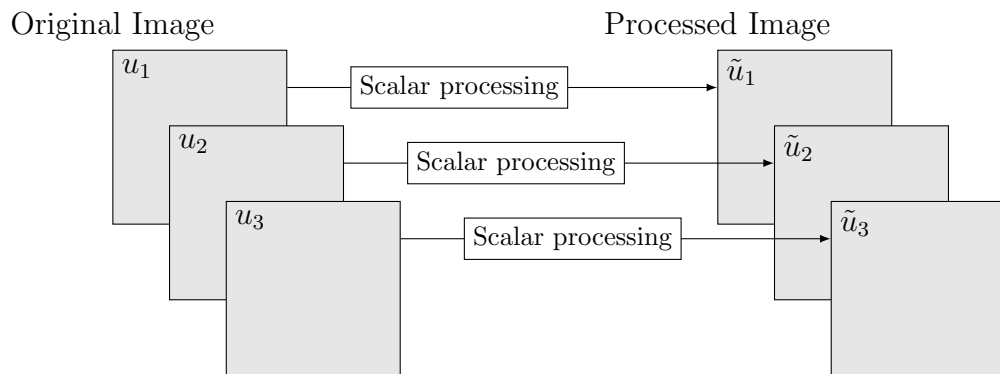 Original Image
Processed Image
u₁
Scalar processing
ũ₁
u₂
Scalar processing
ũ₂
u₃
Scalar processing
ũ₃